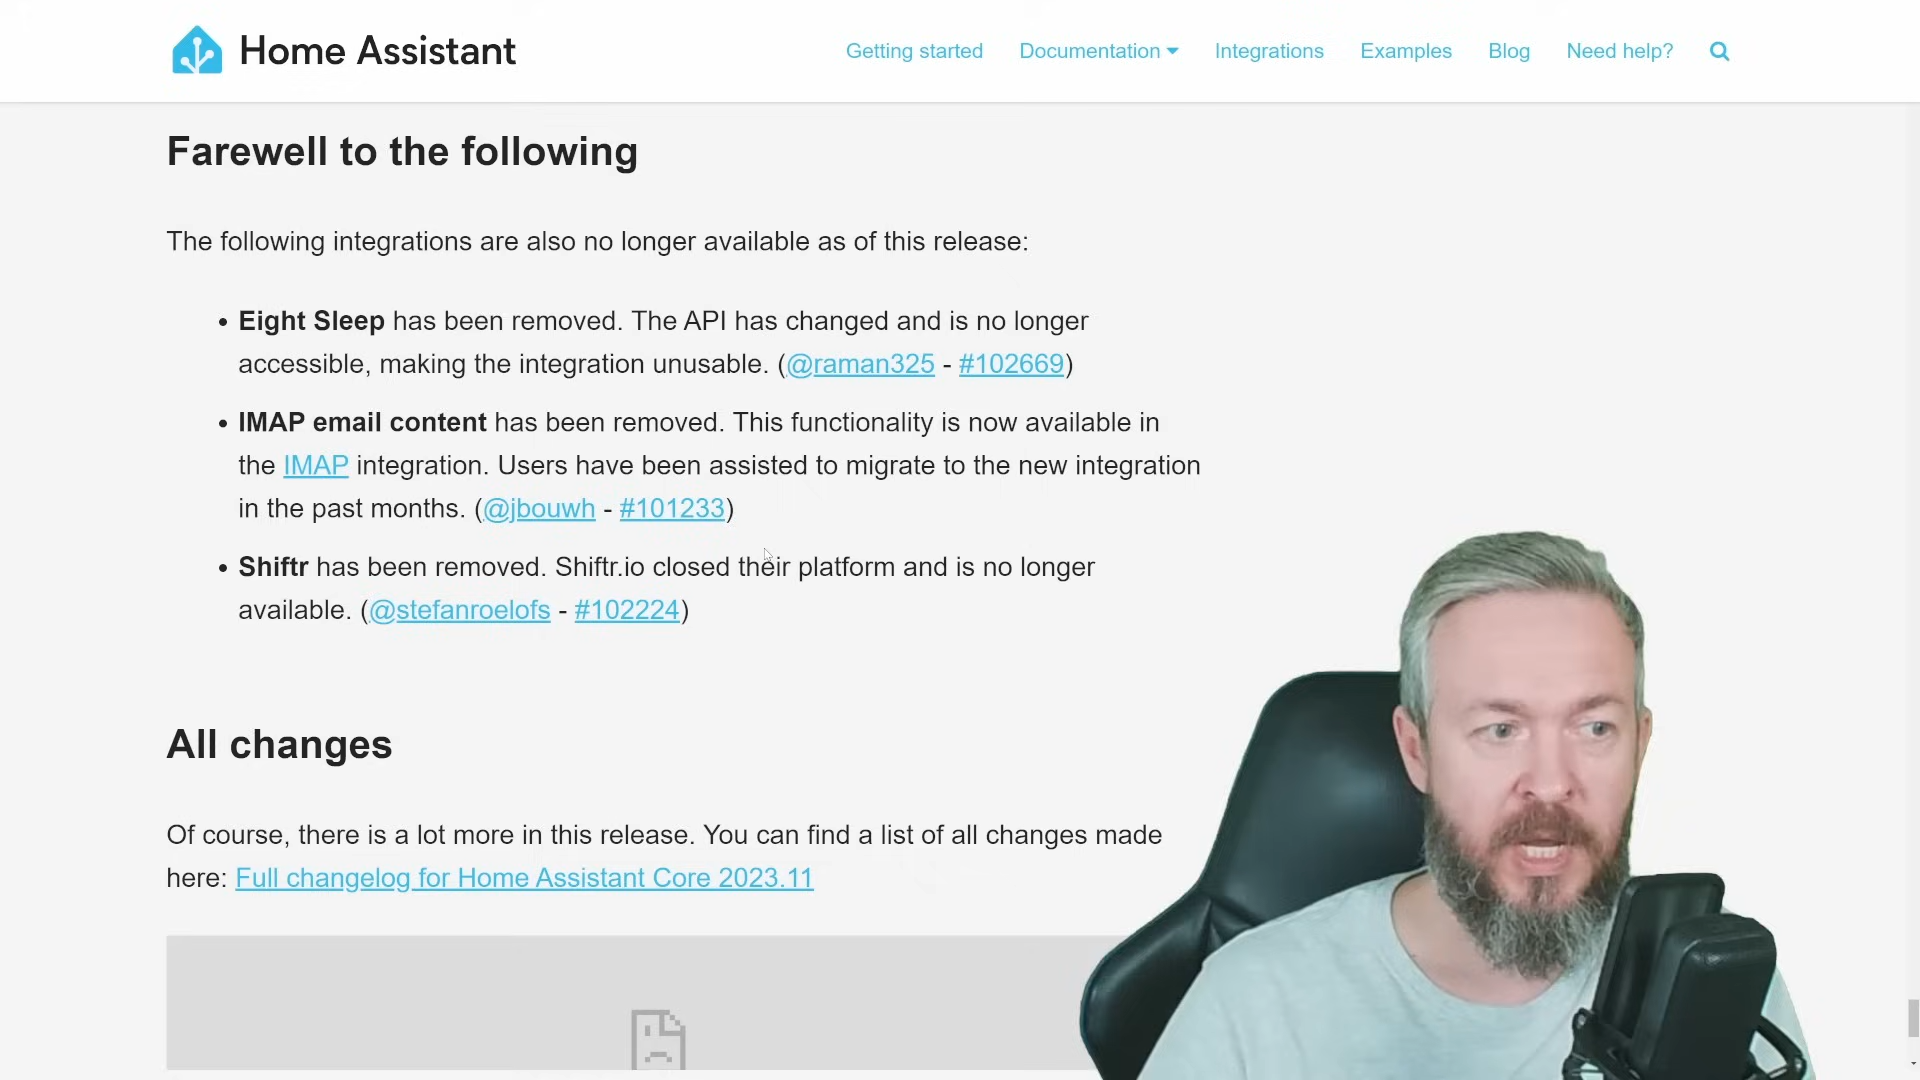 Home Assistant
Getting started
Documentation
Integrations
Examples
Blog
Need help?
Farewell to the following
The following integrations are also no longer available as of this release:
• Eight Sleep has been removed. The API has changed and is no longer
accessible, making the integration unusable. (@raman325 - #102669)
• IMAP email content has been removed. This functionality is now available in
the IMAP integration. Users have been assisted to migrate to the new integration
in the past months. (@jbouwh - #101233)
• Shiftr has been removed. Shiftr.io closed their platform and is no longer
available. (@stefanroelofs - #102224)
All changes
Of course, there is a lot more in this release. You can find a list of all changes made
here: Full changelog for Home Assistant Core 2023.11